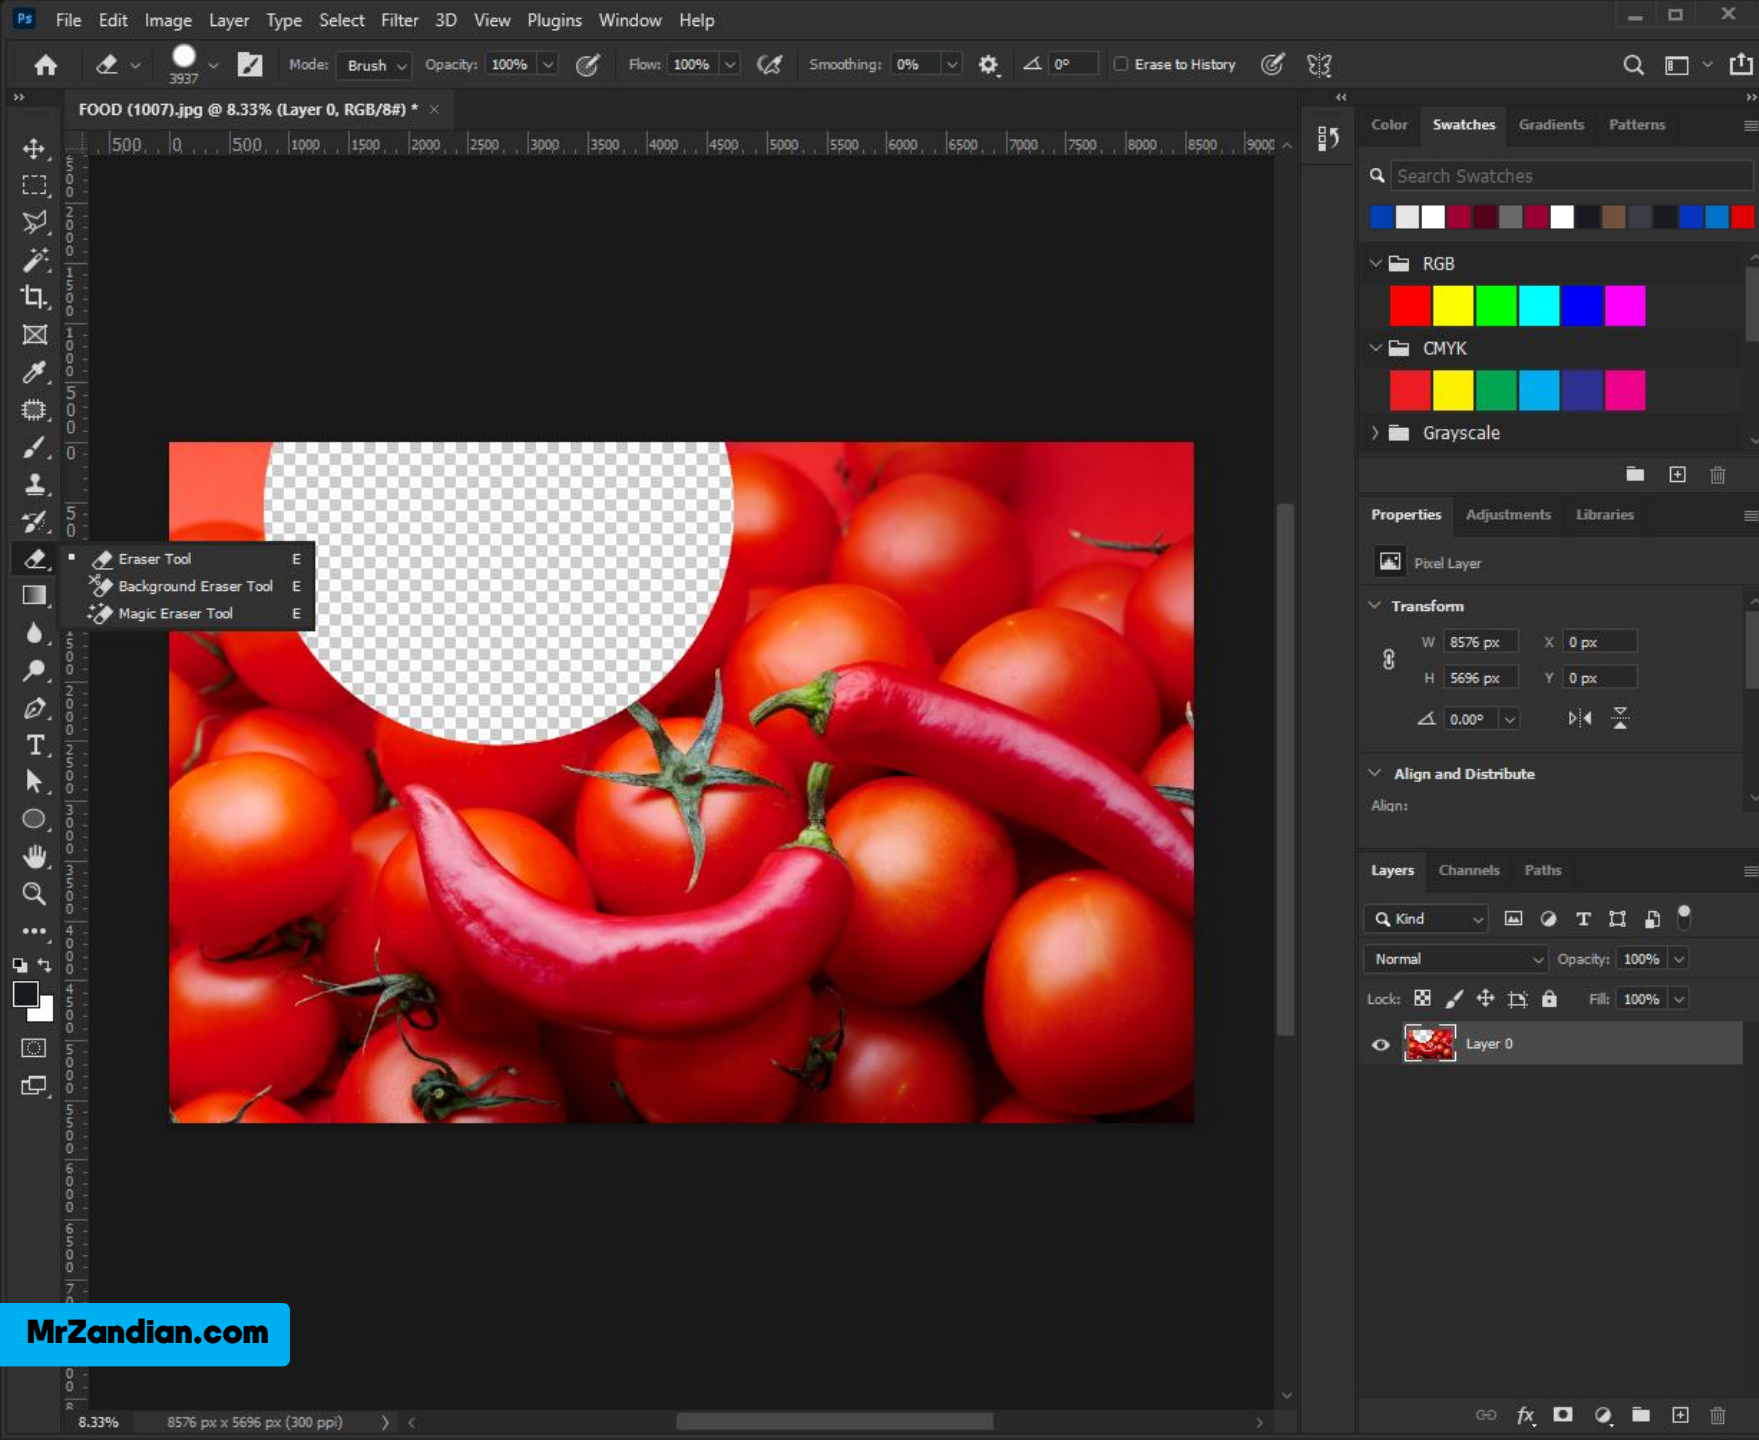 Ps File Edit Image Layer Type Select Filter 3D View Plugins Window Help
3937 Mode: Brush Opacity: 100% Flow: 100% Smoothing: 0% 0° Erase to History
FOOD (1007).jpg @ 8.33% (Layer 0, RGB/8#) * ×
500 0 500 1000 1500 2000 2500 3000 3500 4000 4500 5000 5500 6000 6500 7000 7500 8000 8500 9000
Eraser Tool E
Background Eraser Tool E
Magic Eraser Tool E
Color Swatches Gradients Patterns
Search Swatches
RGB
CMYK
Grayscale
Properties Adjustments Libraries
Pixel Layer
Transform
W 8576 px X 0 px
H 5696 px Y 0 px
0.00°
Align and Distribute
Align:
Layers Channels Paths
Kind
Normal Opacity: 100%
Lock: Fill: 100%
Layer 0
fx
MrZandian.com
8.33% 8576 px x 5696 px (300 ppi)